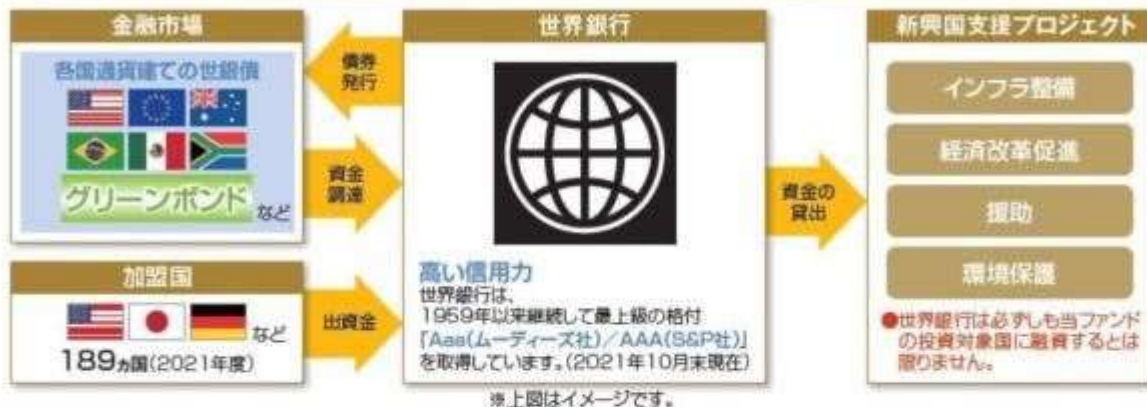 金融市場
各国通貨建ての世銀債
グリーンボンド など
加盟国
など
189ヵ国(2021年度)
債券
発行
資金
調達
出資金
世界銀行
高い信用力
世界銀行は、
1959年以来継続して最上級の格付
「Aaa(ムーディーズ社)/AAA(S&P社)」
を取得しています。(2021年10月末現在)
資金の
貸出
新興国支援プロジェクト
インフラ整備
経済改革促進
援助
環境保護
●世界銀行は必ずしも当ファンド
の投資対象国に融資するとは
限りません。
※上図はイメージです。